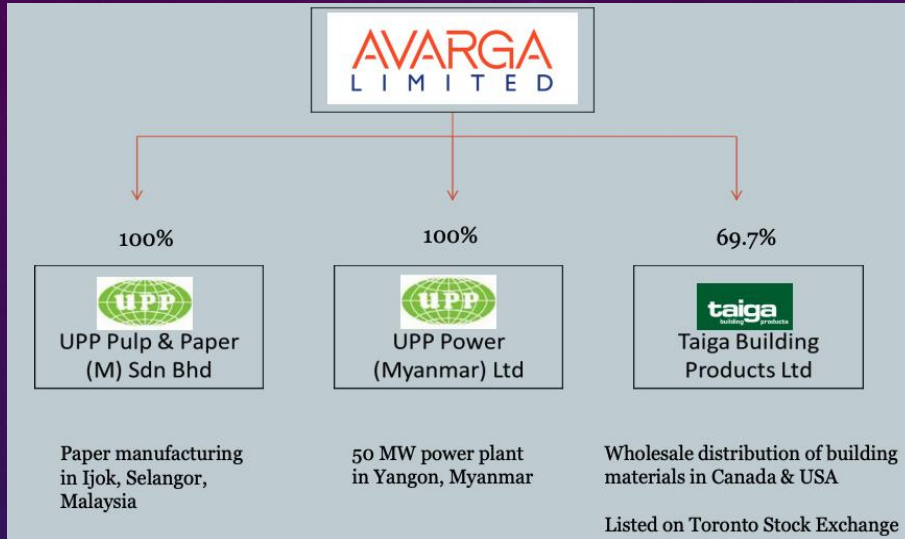 AVARGA
LIMITED
100%
100%
69.7%
UPP
UPP Pulp & Paper
(M) Sdn Bhd
UPP
UPP Power
(Myanmar) Ltd
taiga
building products
Taiga Building
Products Ltd
Paper manufacturing
in Ijok, Selangor,
Malaysia
50 MW power plant
in Yangon, Myanmar
Wholesale distribution of building
materials in Canada & USA
Listed on Toronto Stock Exchange